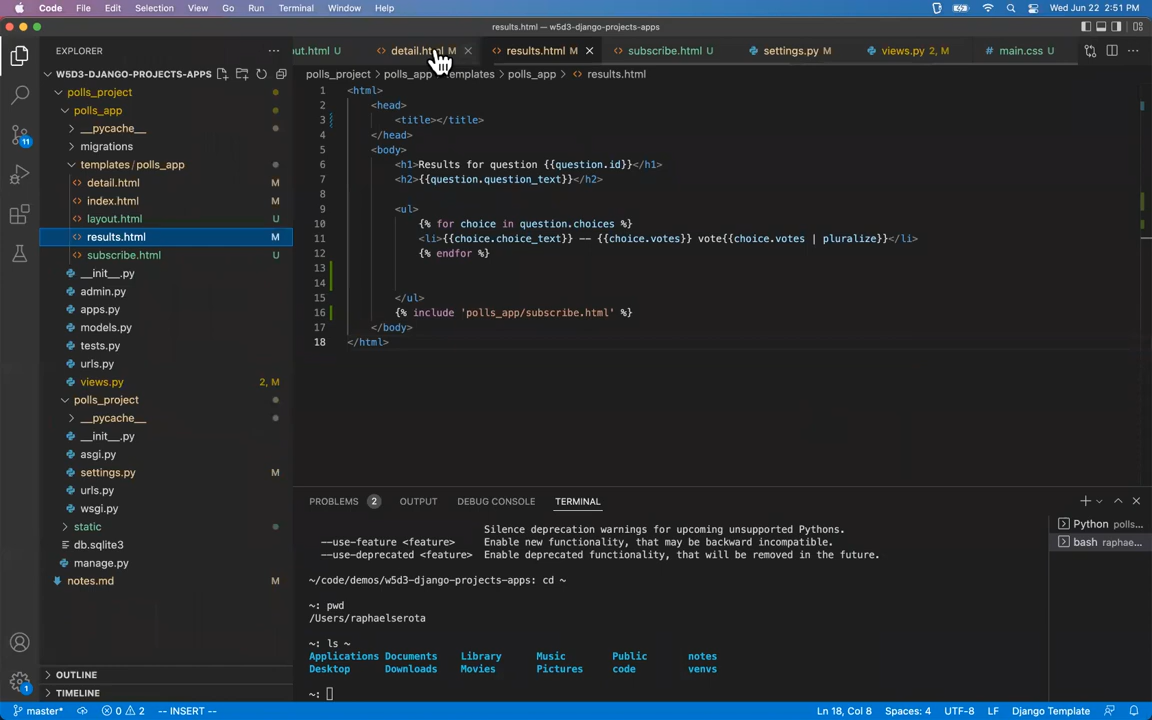 Code File Edit Selection View Go Run Terminal Window Help Wed Jun 22 2:51 PM
results.html — w5d3-django-projects-apps
EXPLORER ···
out.html U
detail.html M
results.html M
subscribe.html U
settings.py M
views.py 2, M
main.css U
polls_project > polls_app > templates > polls_app > results.html
W5D3-DJANGO-PROJECTS-APPS
polls_project
polls_app
__pycache__
migrations
templates/polls_app
detail.html M
index.html M
layout.html U
results.html M
subscribe.html U
__init__.py
admin.py
apps.py
models.py
tests.py
urls.py
views.py 2, M
polls_project
__pycache__
__init__.py
asgi.py
settings.py M
urls.py
wsgi.py
static
db.sqlite3
manage.py
notes.md M
OUTLINE
TIMELINE
1 <html>
2 <head>
3 <title></title>
4 </head>
5 <body>
6 <h1>Results for question {{question.id}}</h1>
7 <h2>{{question.question_text}}</h2>
8
9 <ul>
10 {% for choice in question.choices %}
11 <li>{{choice.choice_text}} -- {{choice.votes}} vote{{choice.votes | pluralize}}</li>
12 {% endfor %}
13
14
15 </ul>
16 {% include 'polls_app/subscribe.html' %}
17 </body>
18 </html>
PROBLEMS 2 OUTPUT DEBUG CONSOLE TERMINAL
Silence deprecation warnings for upcoming unsupported Pythons.
--use-feature <feature> Enable new functionality, that may be backward incompatible.
--use-deprecated <feature> Enable deprecated functionality, that will be removed in the future.
~/code/demos/w5d3-django-projects-apps: cd ~
~: pwd
/Users/raphaelserota
~: ls ~
Applications Documents Library Music Public notes
Desktop Downloads Movies Pictures code venvs
~:
Python polls...
bash raphae...
11
1
master* 0 2 -- INSERT -- Ln 18, Col 8 Spaces: 4 UTF-8 LF Django Template